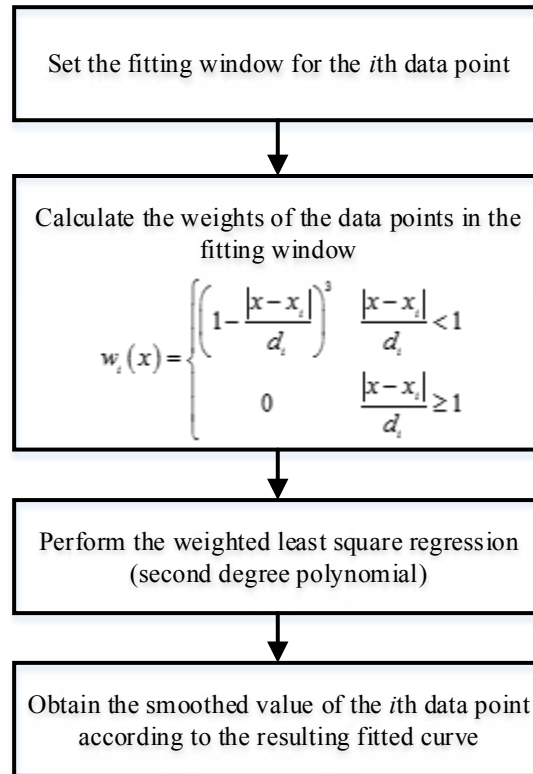 Set the fitting window for the ith data point
Calculate the weights of the data points in the
fitting window
w_i(x) = { (1 - |x - x_i| / d_i)^3    |x - x_i| / d_i < 1
0    |x - x_i| / d_i ≥ 1
Perform the weighted least square regression
(second degree polynomial)
Obtain the smoothed value of the ith data point
according to the resulting fitted curve